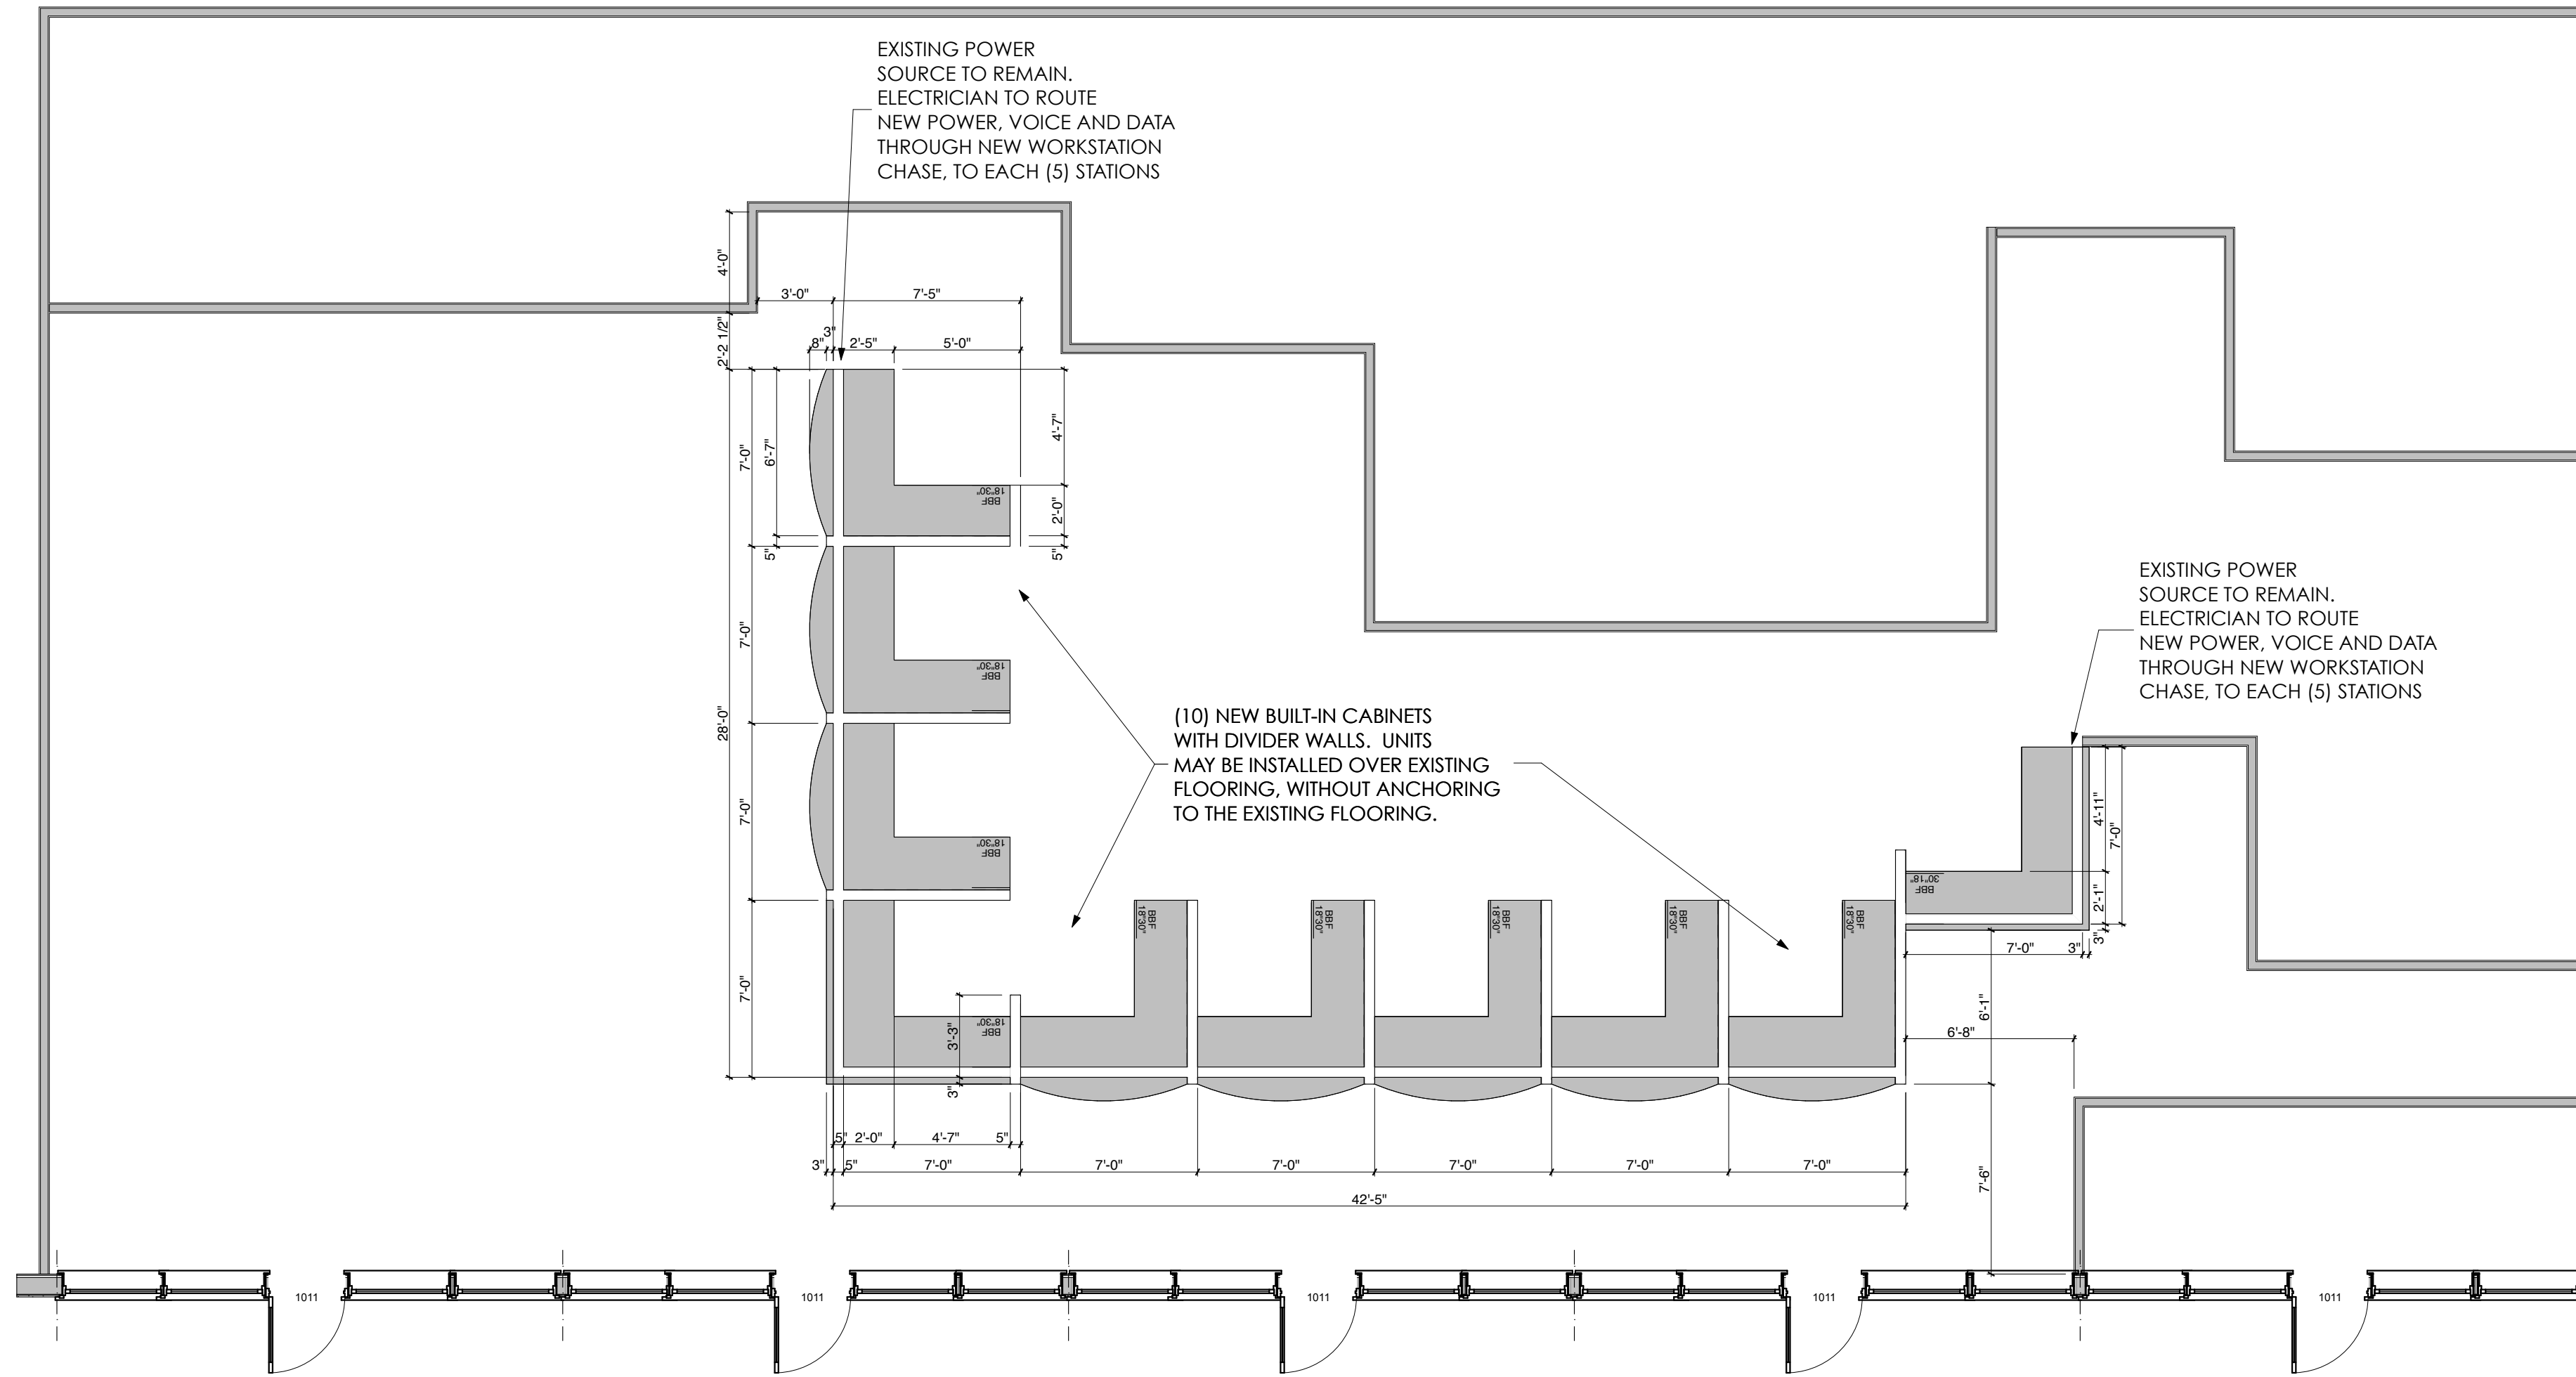 EXISTING POWER
SOURCE TO REMAIN.
ELECTRICIAN TO ROUTE
NEW POWER, VOICE AND DATA
THROUGH NEW WORKSTATION
CHASE, TO EACH (5) STATIONS
4'-0"
3'-0"
7'-5"
2'-2 1/2"
3"
8"
2'-5"
5'-0"
7'-0"
6'-7"
4'-7"
2'-0"
5"
5"
18"30"
BBF
7'-0"
18"30"
BBF
28'-0"
7'-0"
18"30"
BBF
7'-0"
18"30"
BBF
3'-3"
3"
EXISTING POWER
SOURCE TO REMAIN.
ELECTRICIAN TO ROUTE
NEW POWER, VOICE AND DATA
THROUGH NEW WORKSTATION
CHASE, TO EACH (5) STATIONS
(10) NEW BUILT-IN CABINETS
WITH DIVIDER WALLS.  UNITS
MAY BE INSTALLED OVER EXISTING
FLOORING, WITHOUT ANCHORING
TO THE EXISTING FLOORING.
BBF
18"30"
BBF
18"30"
BBF
18"30"
BBF
18"30"
BBF
18"30"
30"18"
BBF
4'-11"
7'-0"
2'-1"
3"
7'-0"
3"
6'-1"
6'-8"
7'-6"
5"
2'-0"
4'-7"
5"
3"
5"
7'-0"
7'-0"
7'-0"
7'-0"
7'-0"
7'-0"
42'-5"
1011
1011
1011
1011
1011